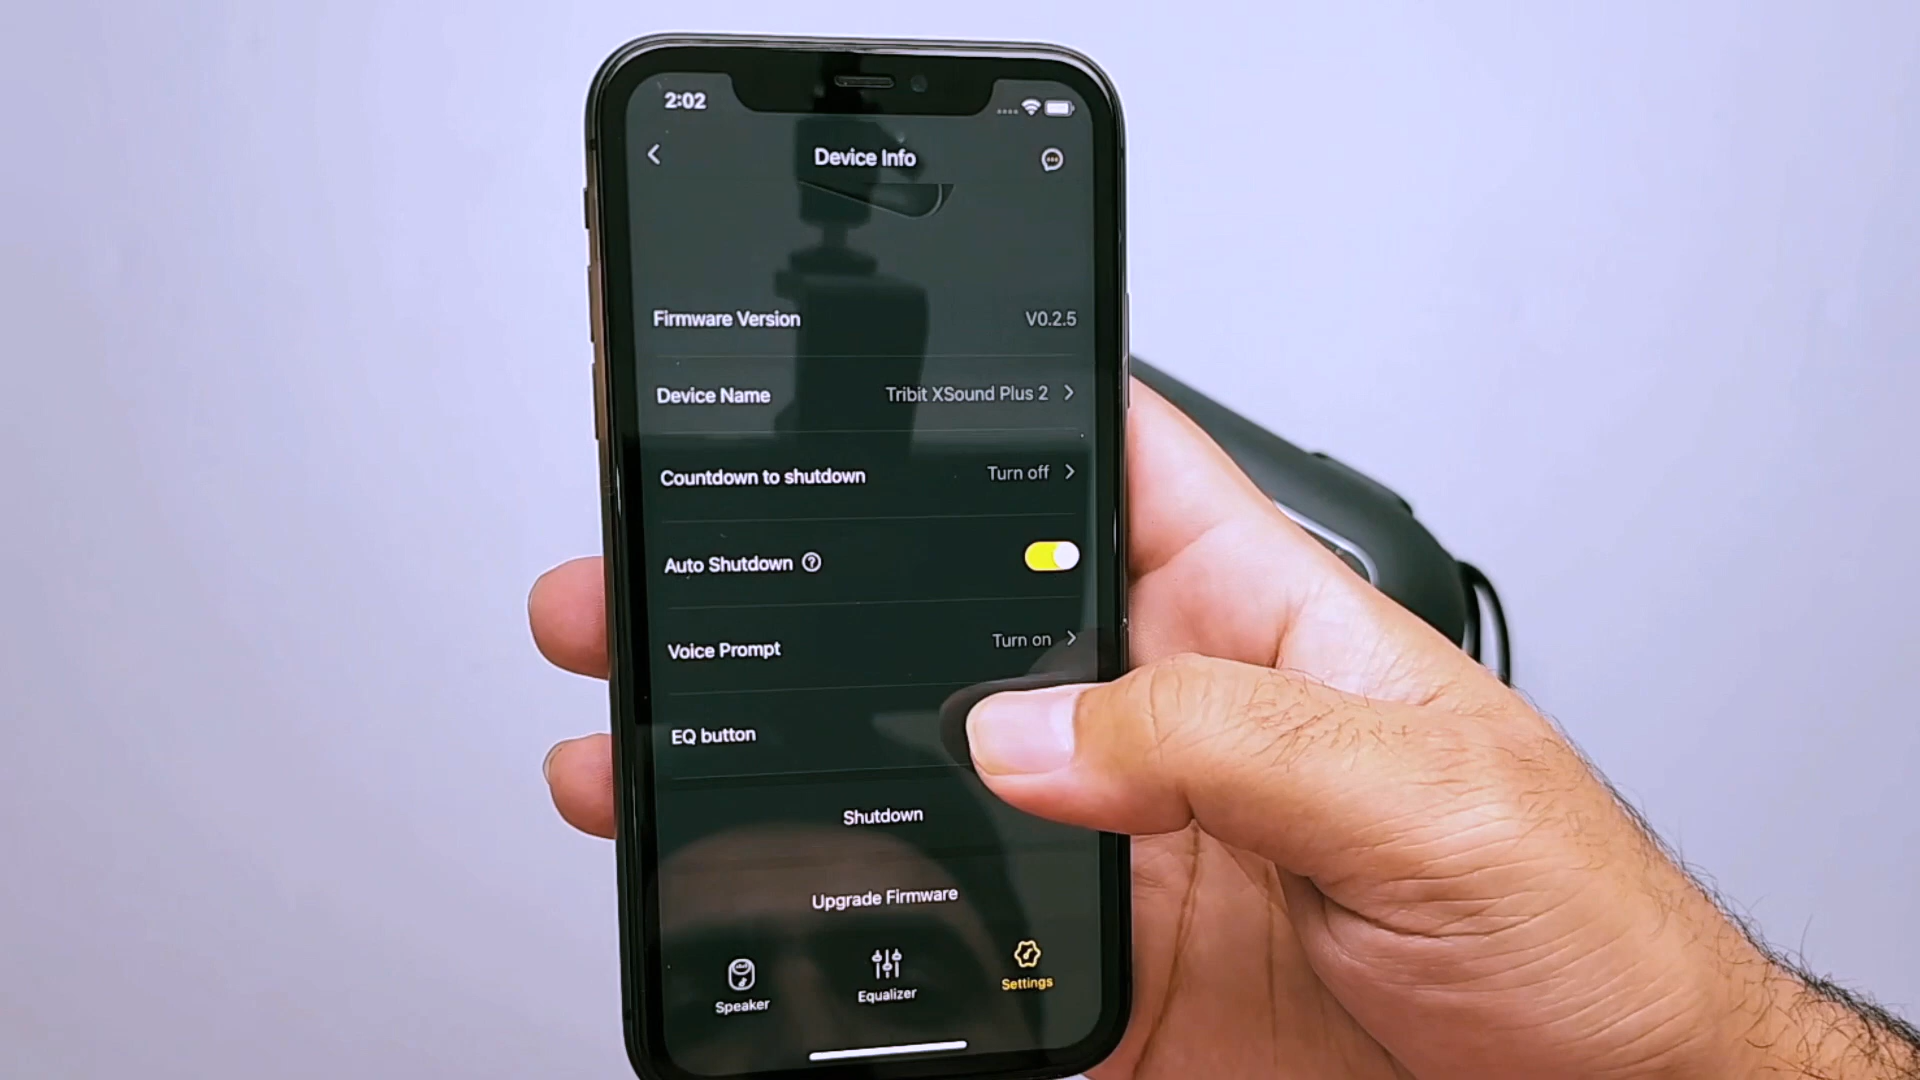 2:02
Device Info
Firmware Version V0.2.5
Device Name Tribit XSound Plus 2
Countdown to shutdown Turn off
Auto Shutdown ?
Voice Prompt Turn on
EQ button
Shutdown
Upgrade Firmware
Speaker Equalizer Settings